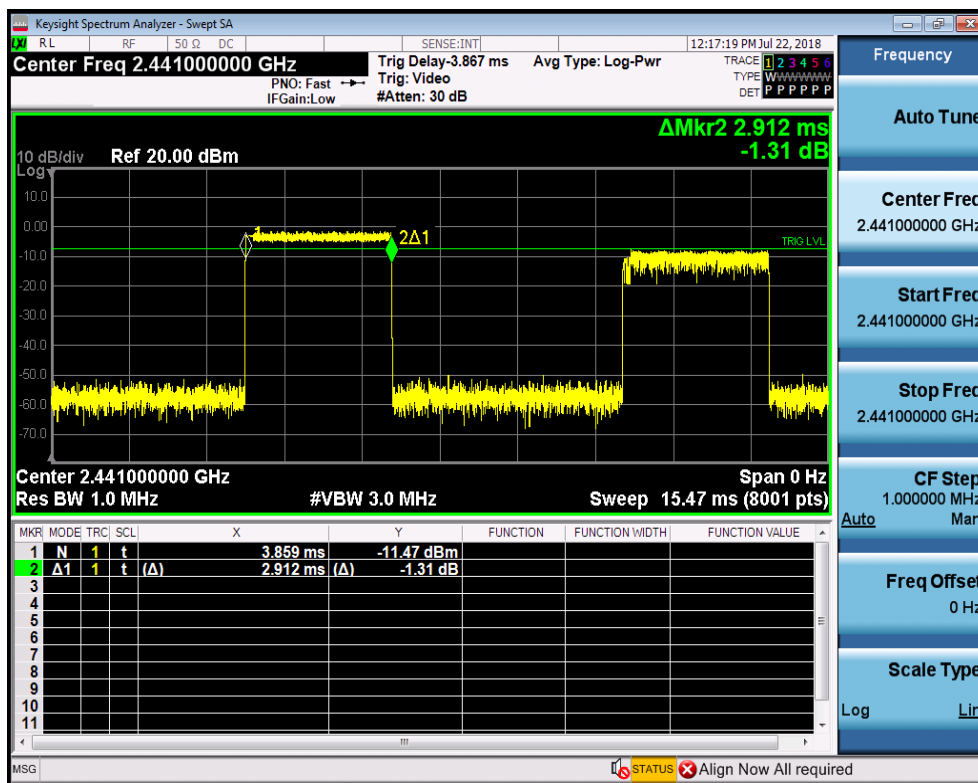 Keysight Spectrum Analyzer - Swept SA
LXI RL RF 50 Ω DC SENSE:INT 12:17:19 PM Jul 22, 2018
Center Freq 2.441000000 GHz
PNO: Fast
IFGain:Low
Trig Delay-3.867 ms
Trig: Video
#Atten: 30 dB
Avg Type: Log-Pwr
TRACE 1 2 3 4 5 6
TYPE WWWWWW
DET P P P P P P
ΔMkr2 2.912 ms
-1.31 dB
10 dB/div Ref 20.00 dBm
Log
10.0
0.00
-10.0
-20.0
-30.0
-40.0
-50.0
-60.0
-70.0
1
2Δ1
TRIG LVL
Center 2.441000000 GHz Span 0 Hz
Res BW 1.0 MHz #VBW 3.0 MHz Sweep 15.47 ms (8001 pts)
MKR MODE TRC SCL X Y FUNCTION FUNCTION WIDTH FUNCTION VALUE
1 N 1 t 3.859 ms -11.47 dBm
2 Δ1 1 t (Δ) 2.912 ms (Δ) -1.31 dB
3
4
5
6
7
8
9
10
11
MSG STATUS Align Now All required
Frequency
Auto Tune
Center Freq
2.441000000 GHz
Start Freq
2.441000000 GHz
Stop Freq
2.441000000 GHz
CF Step
1.000000 MHz
Auto Man
Freq Offset
0 Hz
Scale Type
Log Lin